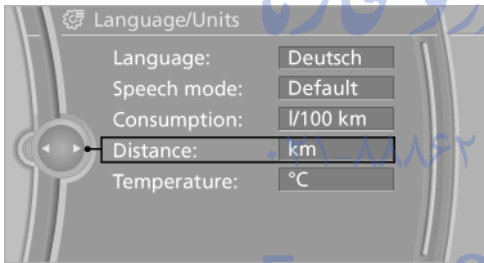 Language/Units
Language: Deutsch
Speech mode: Default
Consumption: l/100 km
Distance: km
Temperature: °C